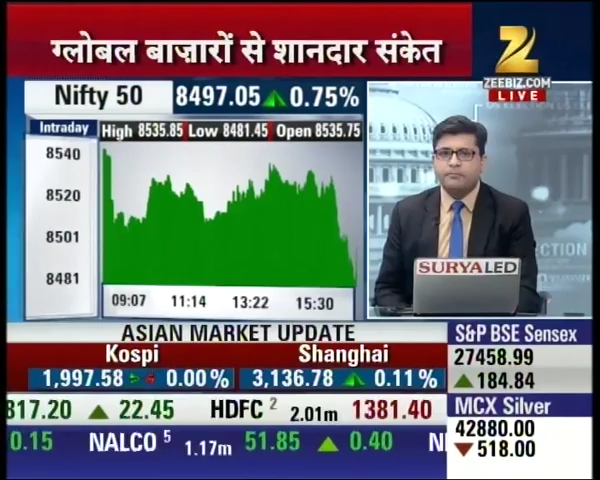 ग्लोबल बाज़ारों से शानदार संकेत
ZEEBIZ.COM
LIVE
Nifty 50 8497.05 0.75%
Intraday High 8535.85 Low 8481.45 Open 8535.75
8540
8520
8501
8481
09:07 11:14 13:22 15:30
SURYA LED
ASIAN MARKET UPDATE
Kospi Shanghai
1,997.58 0.00% 3,136.78 0.11%
S&P BSE Sensex
27458.99
184.84
MCX Silver
42880.00
518.00
817.20 22.45 HDFC 2 2.01m 1381.40
0.15 NALCO 5 1.17m 51.85 0.40